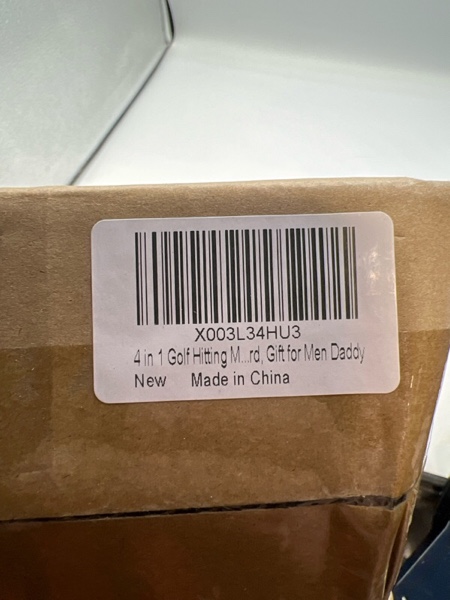 X003L34HU3
4 in 1 Golf Hitting M...rd, Gift for Men Daddy
New Made in China